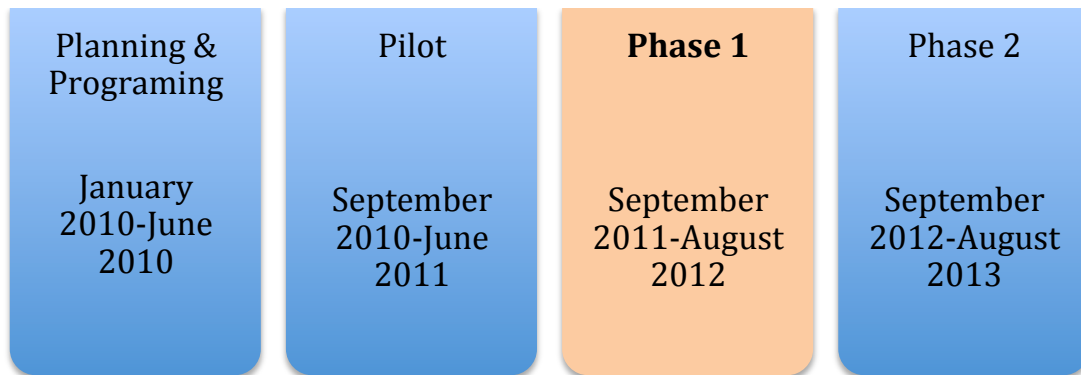 Planning &
Programing
January
2010-June
2010
Pilot
September
2010-June
2011
Phase 1
September
2011-August
2012
Phase 2
September
2012-August
2013